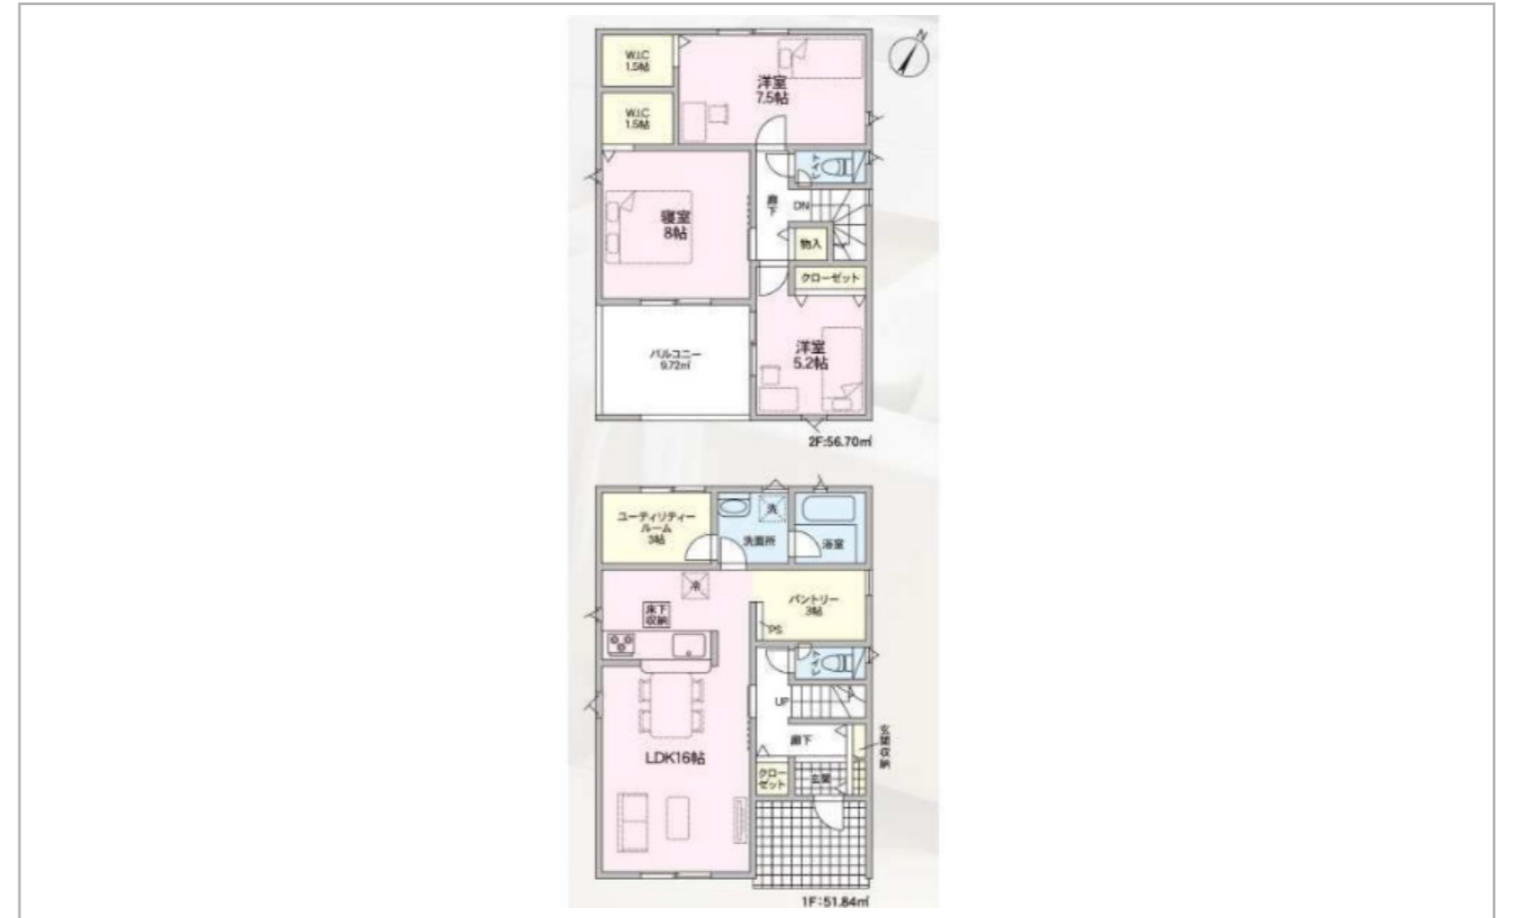 N
W.I.C
1.5帖
洋室
7.5帖
W.I.C
1.5帖
トイレ
寝室
8帖
廊下
DN
物入
クローゼット
バルコニー
9.72㎡
洋室
5.2帖
2F:56.70㎡
ユーティリティー
ルーム
3帖
洗
洗面所
浴室
冷
床下
収納
パントリー
3帖
PS
トイレ
UP
廊下
玄関収納
LDK16帖
クロー
ゼット
玄関
1F:51.84㎡